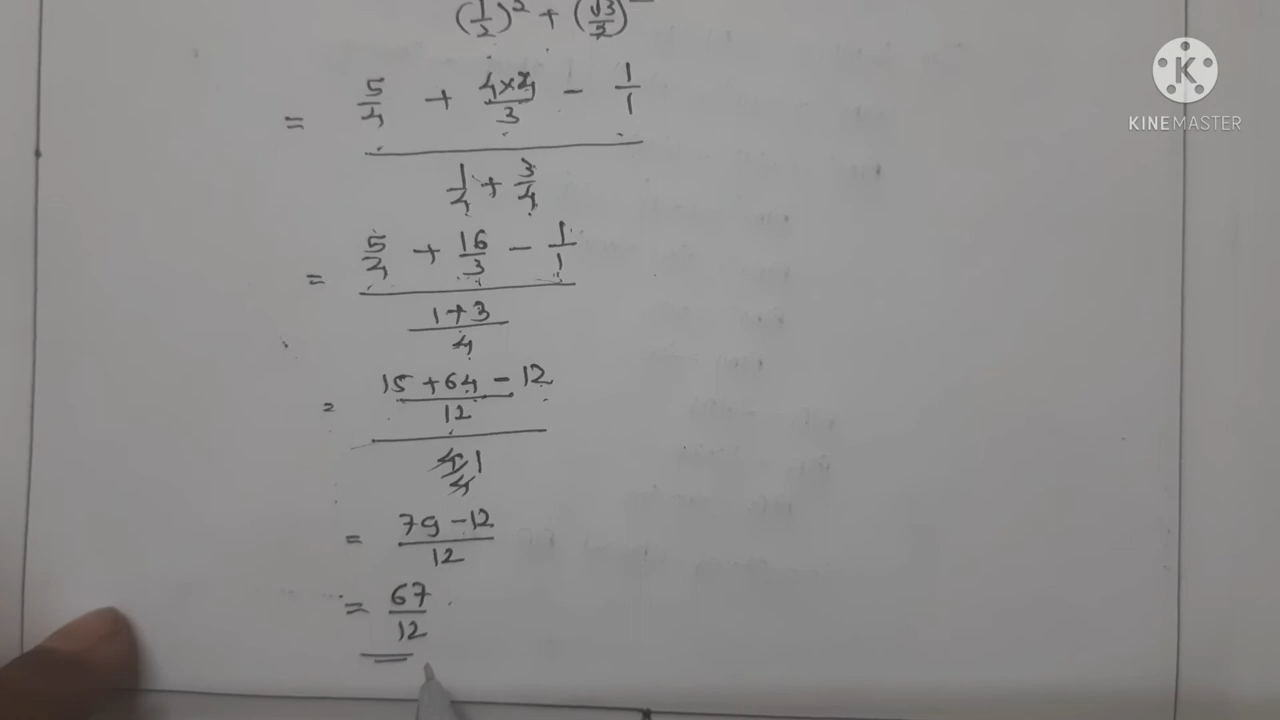 (1/2)² + (√3/2)²
= 5/4 + 4×4/3 − 1/1
1/4 + 3/4
= 5/4 + 16/3 − 1/1
1+3/4
= 15+64−12/12
4/4 1
= 79−12/12
= 67/12
K
KINEMASTER